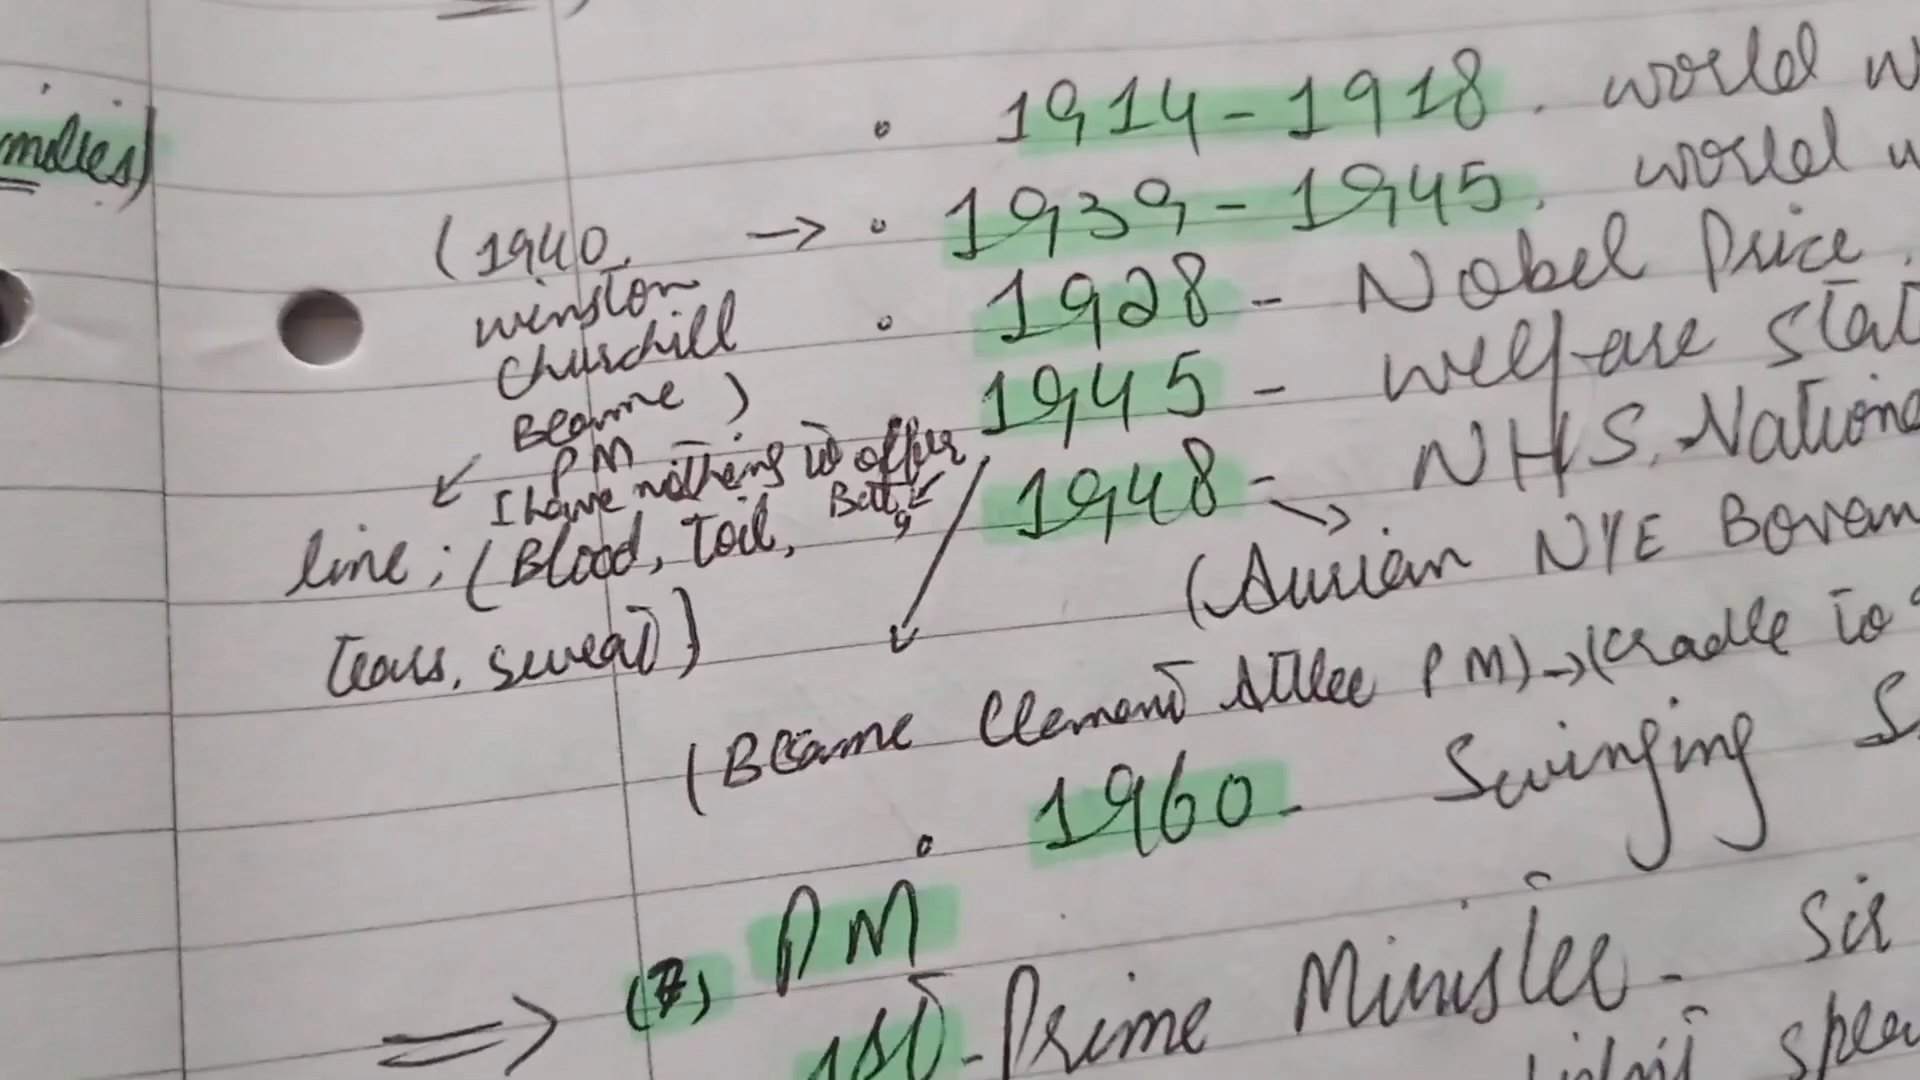 milies)
1914-1918. world w
(1940. → 1939-1945. world w
winston
Churchill
Became )
PM
1928 - Nobel Price.
1945 - welfare stat
I have nothing to offer
But,
line; (Blood, Toil,
tears, sweat)
1948 - NHS. Nationa
NYE Bevan
(Became Clement Attlee PM)→(cradle to
1960- Swinging S
⇒ (7) PM
1st-Prime Minister- Sir